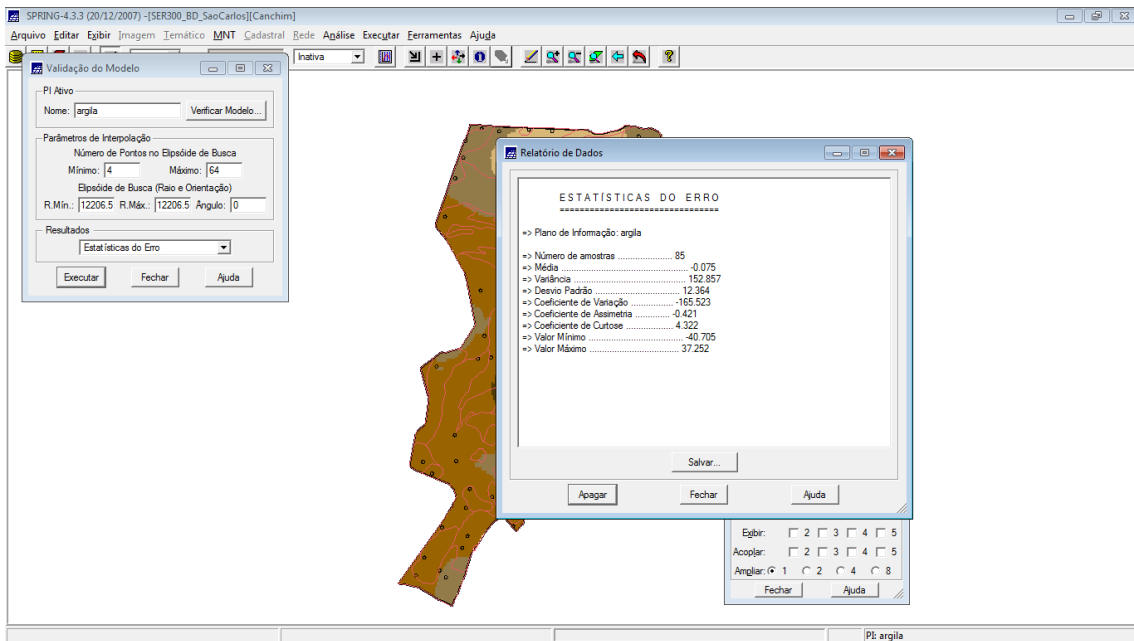 SPRING-4.3.3 (20/12/2007) -[SER300_BD_SaoCarlos][Canchim]
Arquivo Editar Exibir Imagem Temático MNT Cadastral Rede Análise Executar Ferramentas Ajuda
Inativa
Validação do Modelo
PI Ativo
Nome: argila Verificar Modelo...
Parâmetros de Interpolação
Número de Pontos no Elipsóide de Busca
Mínimo: 4 Máximo: 64
Elipsóide de Busca (Raio e Orientação)
R.Mín.: 12206.5 R.Máx.: 12206.5 Ângulo: 0
Resultados
Estatísticas do Erro
Executar Fechar Ajuda
Relatório de Dados
ESTATÍSTICAS DO ERRO
================================
=> Plano de Informação: argila
=> Número de amostras ...................... 85
=> Média ................................................... -0.075
=> Variância ............................................. 152.857
=> Desvio Padrão .................................. 12.364
=> Coeficiente de Variação ................. -165.523
=> Coeficiente de Assimetria .............. -0.421
=> Coeficiente de Curtose ................... 4.322
=> Valor Mínimo ...................................... -40.705
=> Valor Máximo .................................... 37.252
Salvar...
Apagar Fechar Ajuda
Exibir: 2 3 4 5
Acoplar: 2 3 4 5
Ampliar: 1 2 4 8
Fechar Ajuda
PI: argila